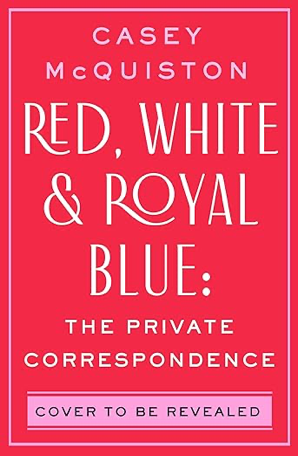 CASEY
McQUISTON
RED, WHITE
& ROYAL
BLUE:
THE PRIVATE
CORRESPONDENCE
COVER TO BE REVEALED